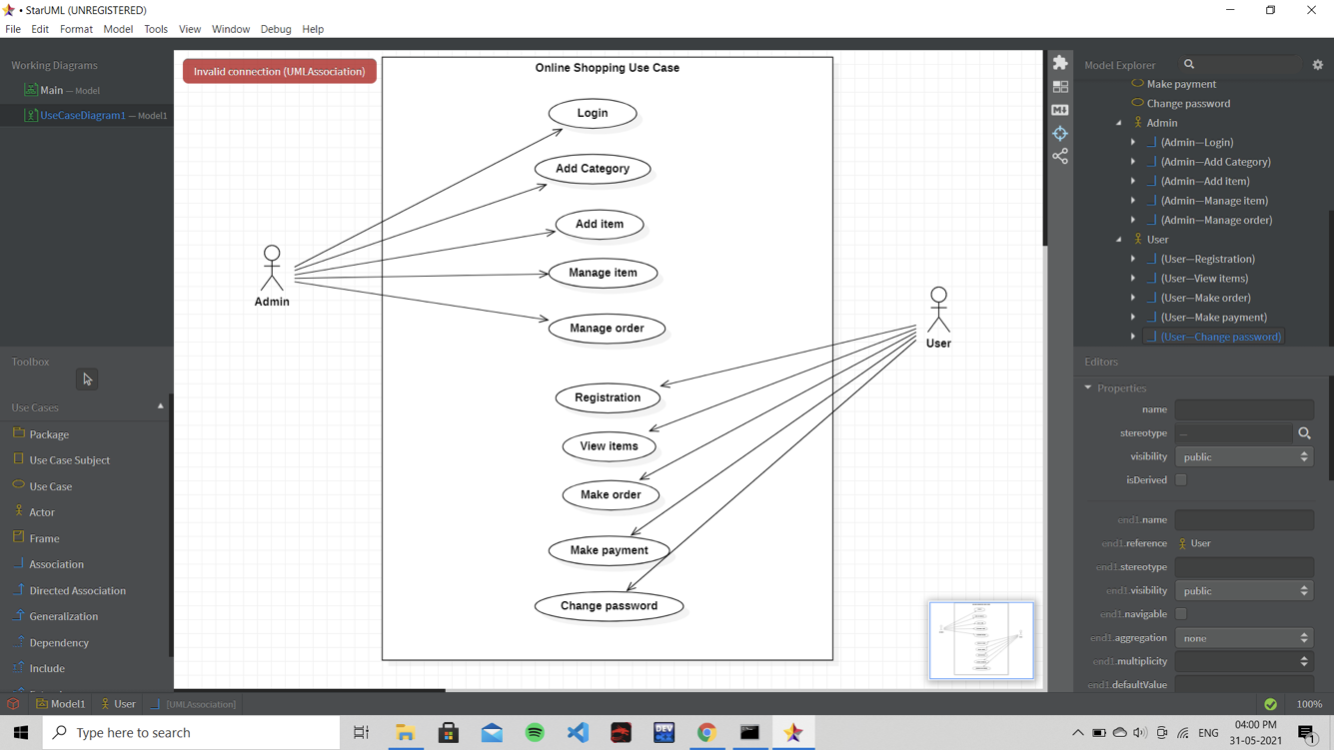 • StarUML (UNREGISTERED)
File Edit Format Model Tools View Window Debug Help
Working Diagrams
Main — Model
UseCaseDiagram1 — Model1
Toolbox
Use Cases
Package
Use Case Subject
Use Case
Actor
Frame
Association
Directed Association
Generalization
Dependency
Include
Invalid connection (UMLAssociation)
Online Shopping Use Case
Login
Add Category
Add item
Manage item
Manage order
Admin
Registration
View items
Make order
Make payment
Change password
User
M↓
Model Explorer
Make payment
Change password
Admin
(Admin—Login)
(Admin—Add Category)
(Admin—Add item)
(Admin—Manage item)
(Admin—Manage order)
User
(User—Registration)
(User—View items)
(User—Make order)
(User—Make payment)
(User—Change password)
Editors
Properties
name
stereotype —
visibility public
isDerived
end1.name
end1.reference User
end1.stereotype
end1.visibility public
end1.navigable
end1.aggregation none
end1.multiplicity
end1.defaultValue
Model1 User [UMLAssociation] 100%
Type here to search
DEV
ENG
04:00 PM
31-05-2021
1